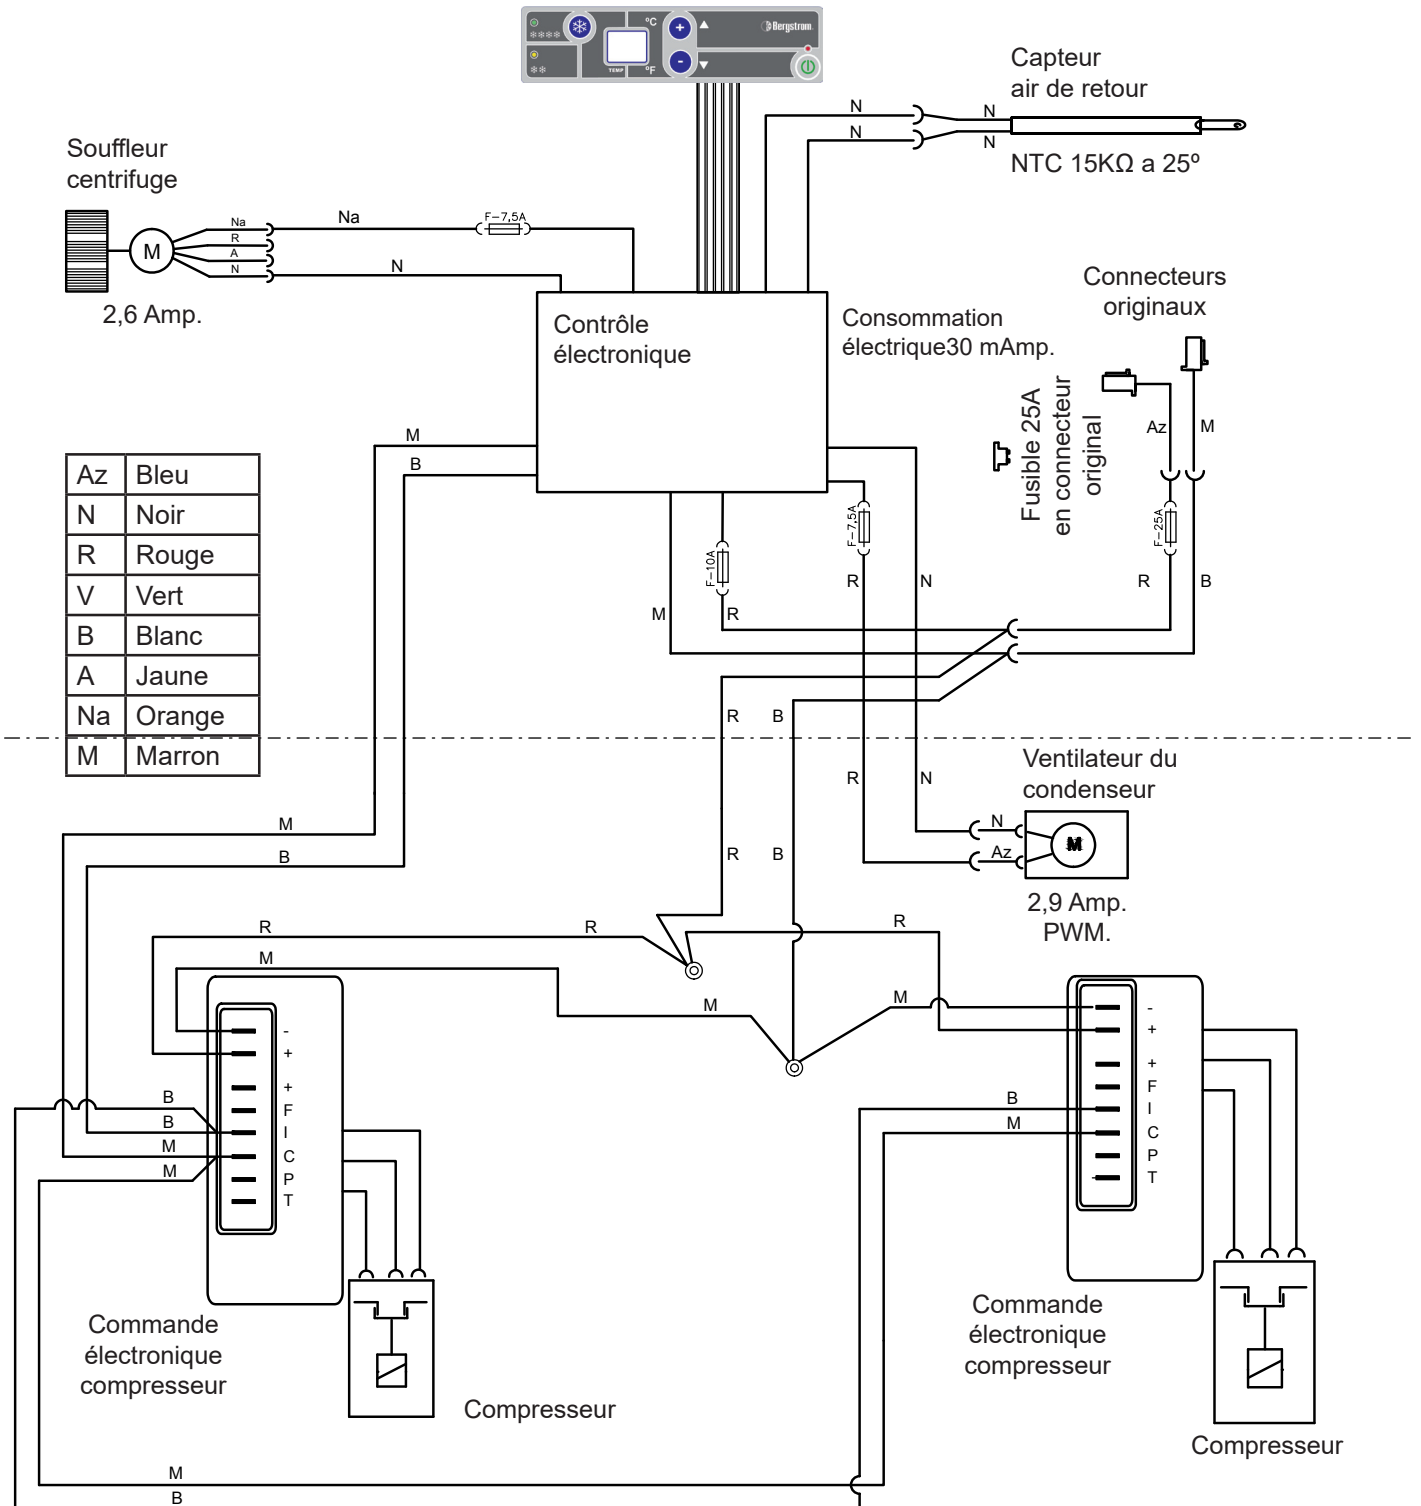 °C
Bergstrom
TEMP
°F
+
-
Capteur
air de retour
N
N
N
N
NTC 15KΩ a 25º
Souffleur
centrifuge
Na
R
A
N
Na
F-7,5A
N
M
2,6 Amp.
Contrôle
électronique
Consommation
électrique30 mAmp.
Connecteurs
originaux
Fusible 25A
en connecteur
original
Az
M
F-25A
R
B
M
B
F-10A
F-7,5A
M
R
R
N
Az Bleu
N Noir
R Rouge
V Vert
B Blanc
A Jaune
Na Orange
M Marron
R
B
R
N
Ventilateur du
condenseur
N
Az
M
2,9 Amp.
PWM.
M
B
R
B
R
R
R
M
M
M
-
+
+
F
I
C
P
T
B
B
M
M
-
+
+
F
I
C
P
T
B
M
Commande
électronique
compresseur
Compresseur
Commande
électronique
compresseur
Compresseur
M
B